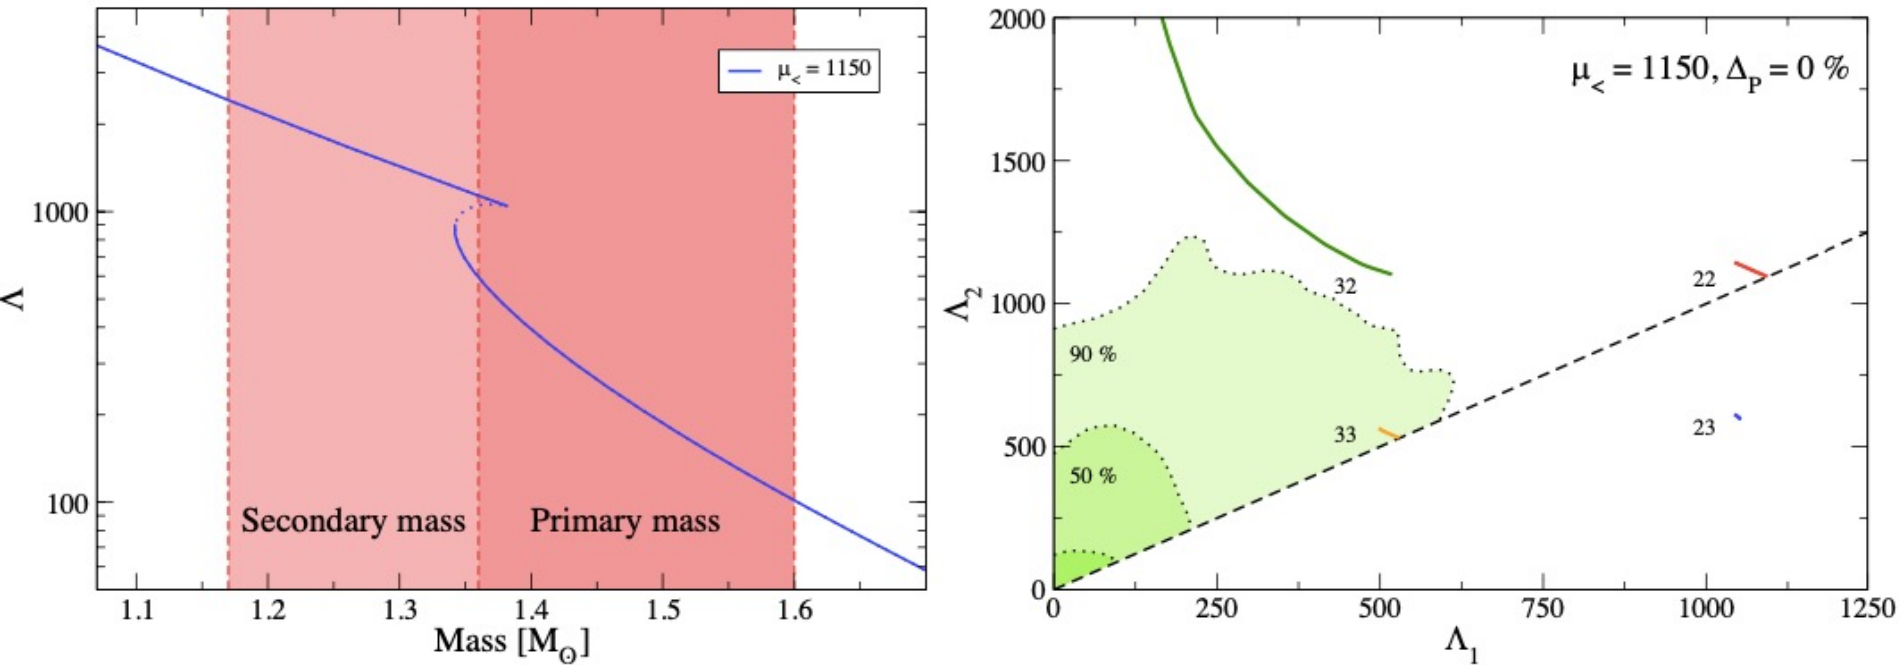 μ< = 1150
Λ
1000
100
Secondary mass
Primary mass
1.1 1.2 1.3 1.4 1.5 1.6
Mass [M⊙]
μ< = 1150, ΔP = 0 %
Λ2
2000
1500
1000
500
0
32
22
90 %
33
23
50 %
0 250 500 750 1000 1250
Λ1